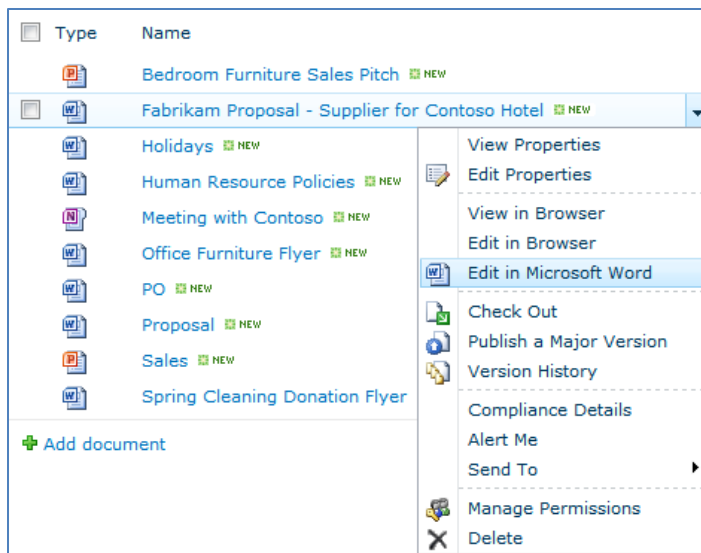 Type Name
Bedroom Furniture Sales Pitch NEW
Fabrikam Proposal - Supplier for Contoso Hotel NEW
Holidays NEW
Human Resource Policies NEW
Meeting with Contoso NEW
Office Furniture Flyer NEW
PO NEW
Proposal NEW
Sales NEW
Spring Cleaning Donation Flyer
Add document
View Properties
Edit Properties
View in Browser
Edit in Browser
Edit in Microsoft Word
Check Out
Publish a Major Version
Version History
Compliance Details
Alert Me
Send To
Manage Permissions
Delete